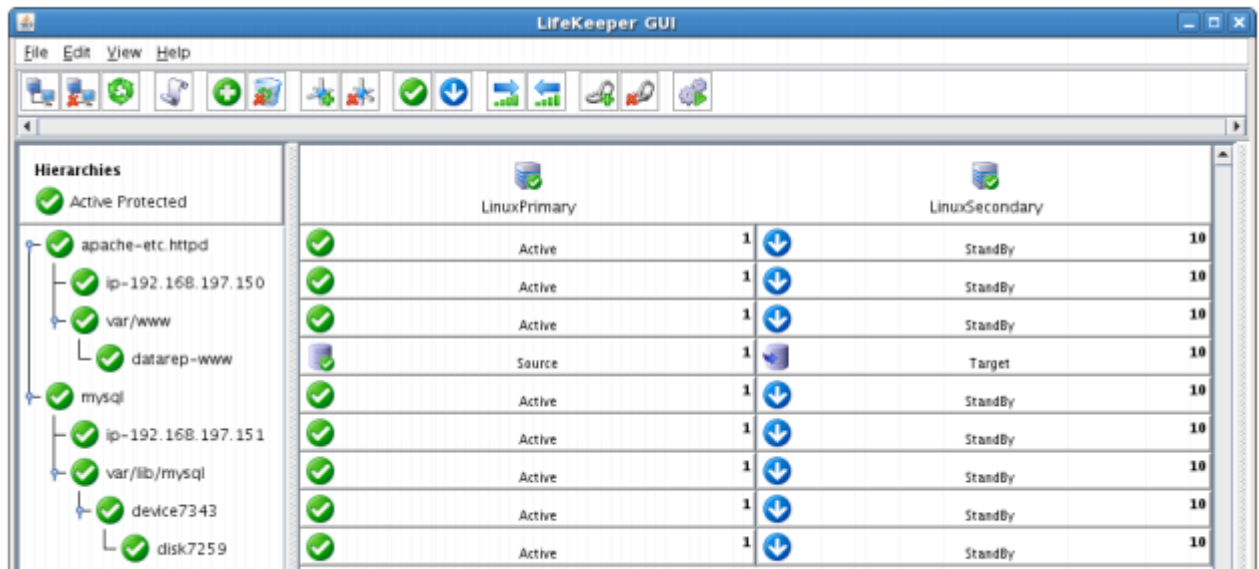 LifeKeeper GUI
File Edit View Help
Hierarchies
Active Protected
LinuxPrimary LinuxSecondary
apache-etc.httpd Active 1 StandBy 10
ip-192.168.197.150 Active 1 StandBy 10
var/www Active 1 StandBy 10
datarep-www Source 1 Target 10
mysql Active 1 StandBy 10
ip-192.168.197.151 Active 1 StandBy 10
var/lib/mysql Active 1 StandBy 10
device7343 Active 1 StandBy 10
disk7259 Active 1 StandBy 10